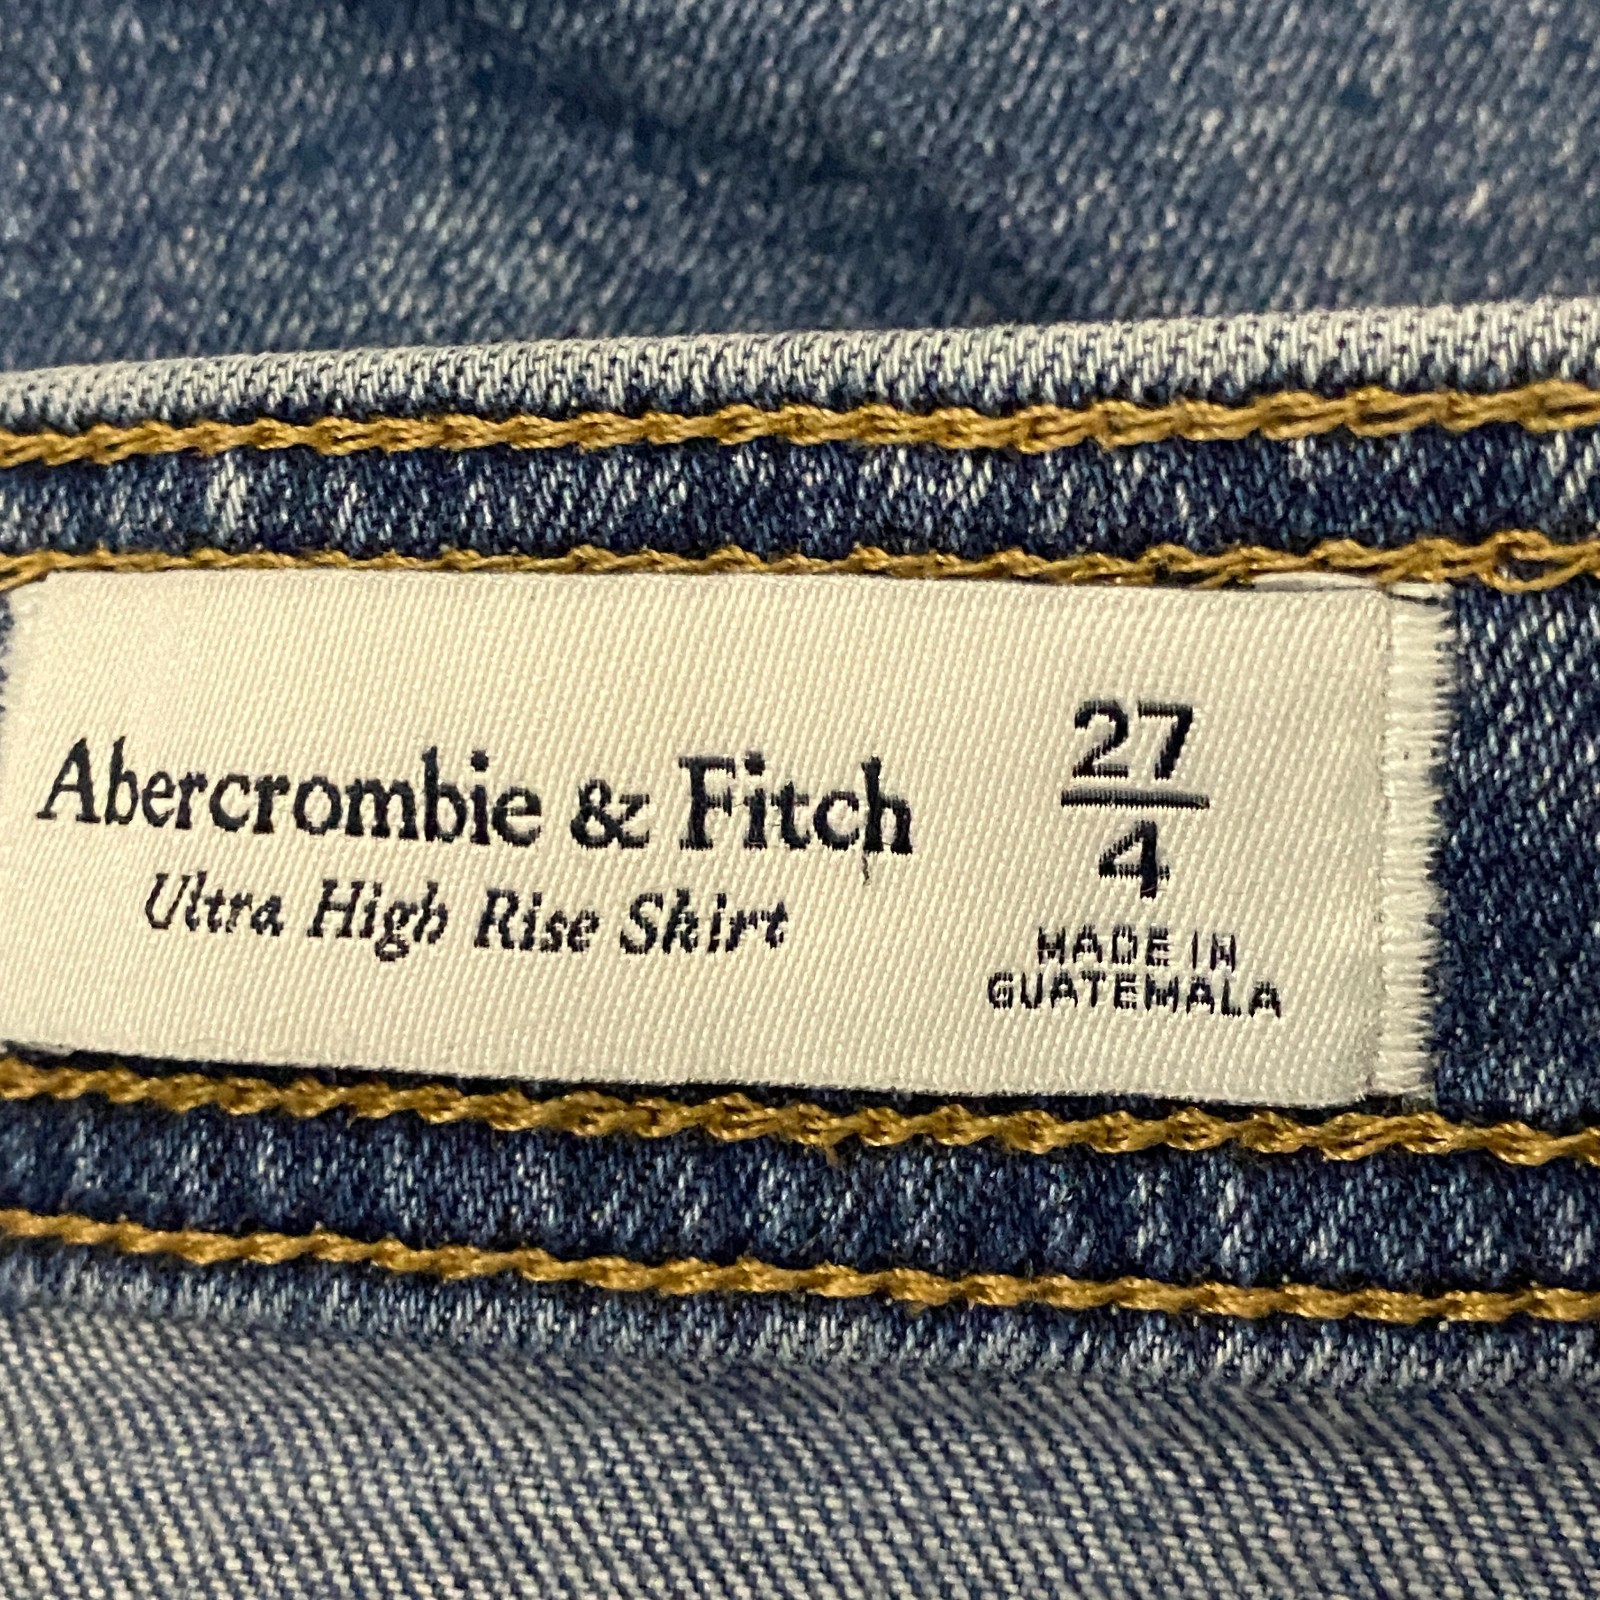 Abercrombie & Fitch
Ultra High Rise Skirt
27
4
MADE IN
GUATEMALA